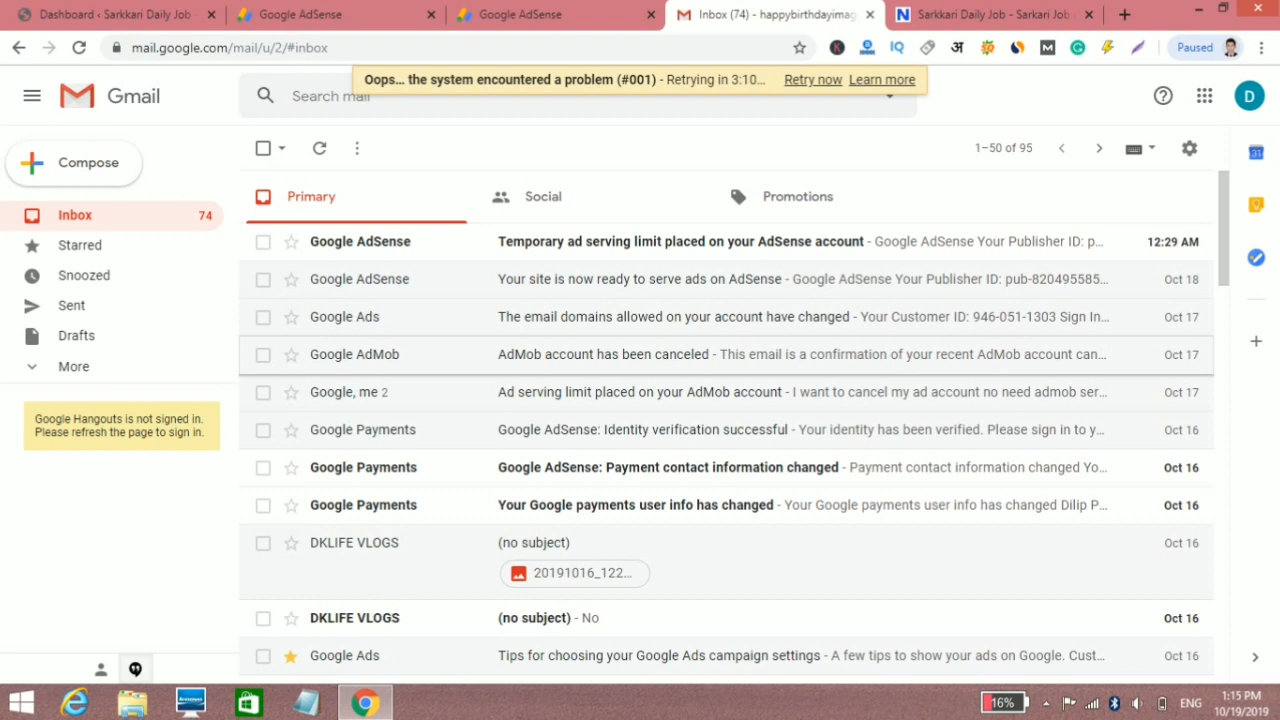 Dashboard ‹ Sarkkari Daily Job -
Google AdSense
Google AdSense
Inbox (74) - happybirthdayimag
Sarkkari Daily Job - Sarkari Job
mail.google.com/mail/u/2/#inbox
IQ
अ
M
Paused
Oops... the system encountered a problem (#001) - Retrying in 3:10... Retry now Learn more
Gmail
Search mail
D
Compose
1–50 of 95
31
Primary
Social
Promotions
Inbox 74
Starred
Snoozed
Sent
Drafts
More
Google Hangouts is not signed in.
Please refresh the page to sign in.
Google AdSense Temporary ad serving limit placed on your AdSense account - Google AdSense Your Publisher ID: p... 12:29 AM
Google AdSense Your site is now ready to serve ads on AdSense - Google AdSense Your Publisher ID: pub-820495585... Oct 18
Google Ads The email domains allowed on your account have changed - Your Customer ID: 946-051-1303 Sign In... Oct 17
Google AdMob AdMob account has been canceled - This email is a confirmation of your recent AdMob account can... Oct 17
Google, me 2 Ad serving limit placed on your AdMob account - I want to cancel my ad account no need admob ser... Oct 17
Google Payments Google AdSense: Identity verification successful - Your identity has been verified. Please sign in to y... Oct 16
Google Payments Google AdSense: Payment contact information changed - Payment contact information changed Yo... Oct 16
Google Payments Your Google payments user info has changed - Your Google payments user info has changed Dilip P... Oct 16
DKLIFE VLOGS (no subject) Oct 16
20191016_122...
DKLIFE VLOGS (no subject) - No Oct 16
Google Ads Tips for choosing your Google Ads campaign settings - A few tips to show your ads on Google. Cust... Oct 16
16%
ENG
1:15 PM
10/19/2019